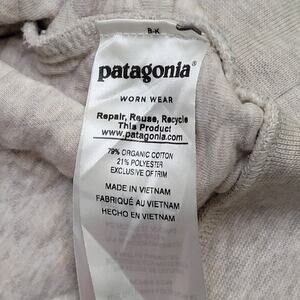 B-K
patagonia®
WORN WEAR
Repair, Reuse, Recycle
This Product
www.patagonia.com
79% ORGANIC COTTON
21% POLYESTER
EXCLUSIVE OF TRIM
MADE IN VIETNAM
FABRIQUÉ AU VIETNAM
HECHO EN VIETNAM